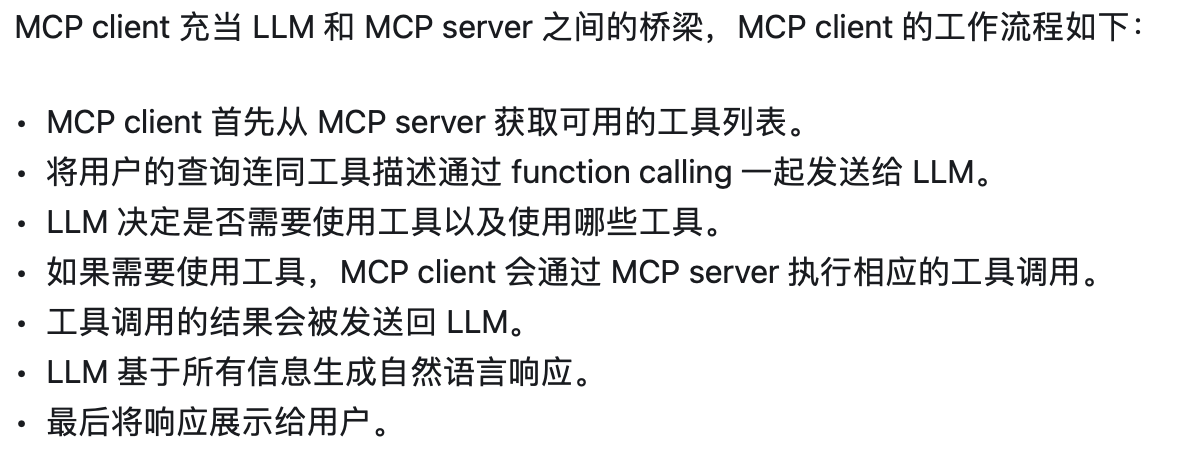 MCP client 充当 LLM 和 MCP server 之间的桥梁，MCP client 的工作流程如下：
• MCP client 首先从 MCP server 获取可用的工具列表。
• 将用户的查询连同工具描述通过 function calling 一起发送给 LLM。
• LLM 决定是否需要使用工具以及使用哪些工具。
• 如果需要使用工具，MCP client 会通过 MCP server 执行相应的工具调用。
• 工具调用的结果会被发送回 LLM。
• LLM 基于所有信息生成自然语言响应。
• 最后将响应展示给用户。